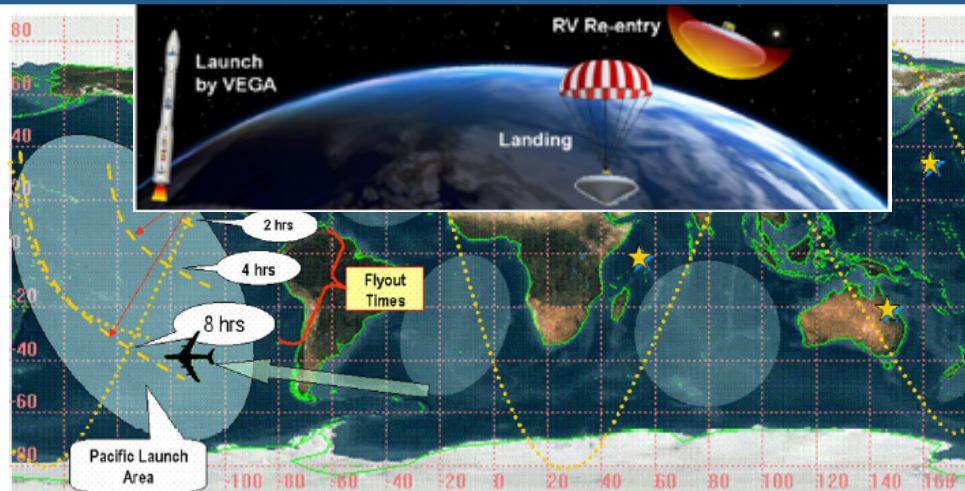 RV Re-entry
Launch
by VEGA
Landing
80
60
40
20
0
-20
-40
-60
-80
2 hrs
4 hrs
8 hrs
Flyout
Times
Pacific Launch
Area
-100 -80 -60 -40 -20 0 20 40 60 80 100 120 140 160